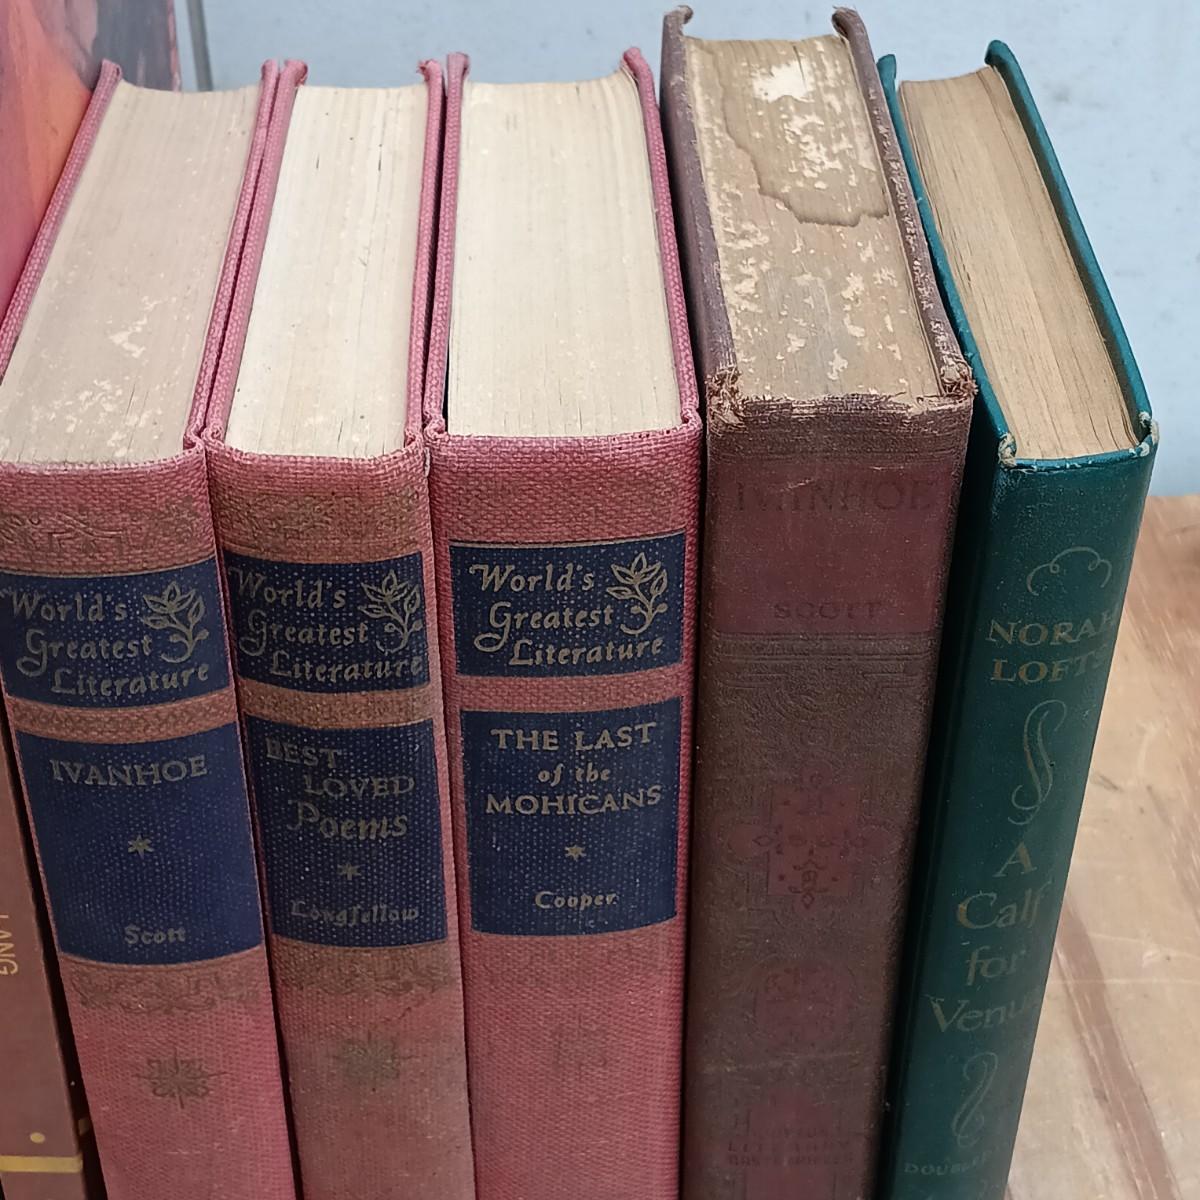 LANG
World's
Greatest
Literature
IVANHOE
Scott
World's
Greatest
Literature
BEST
LOVED
Poems
Longfellow
World's
Greatest
Literature
THE LAST
of the
MOHICANS
Cooper
IVANHOE
SCOTT
NORAH
LOFTS
A
Calf
for
Venus